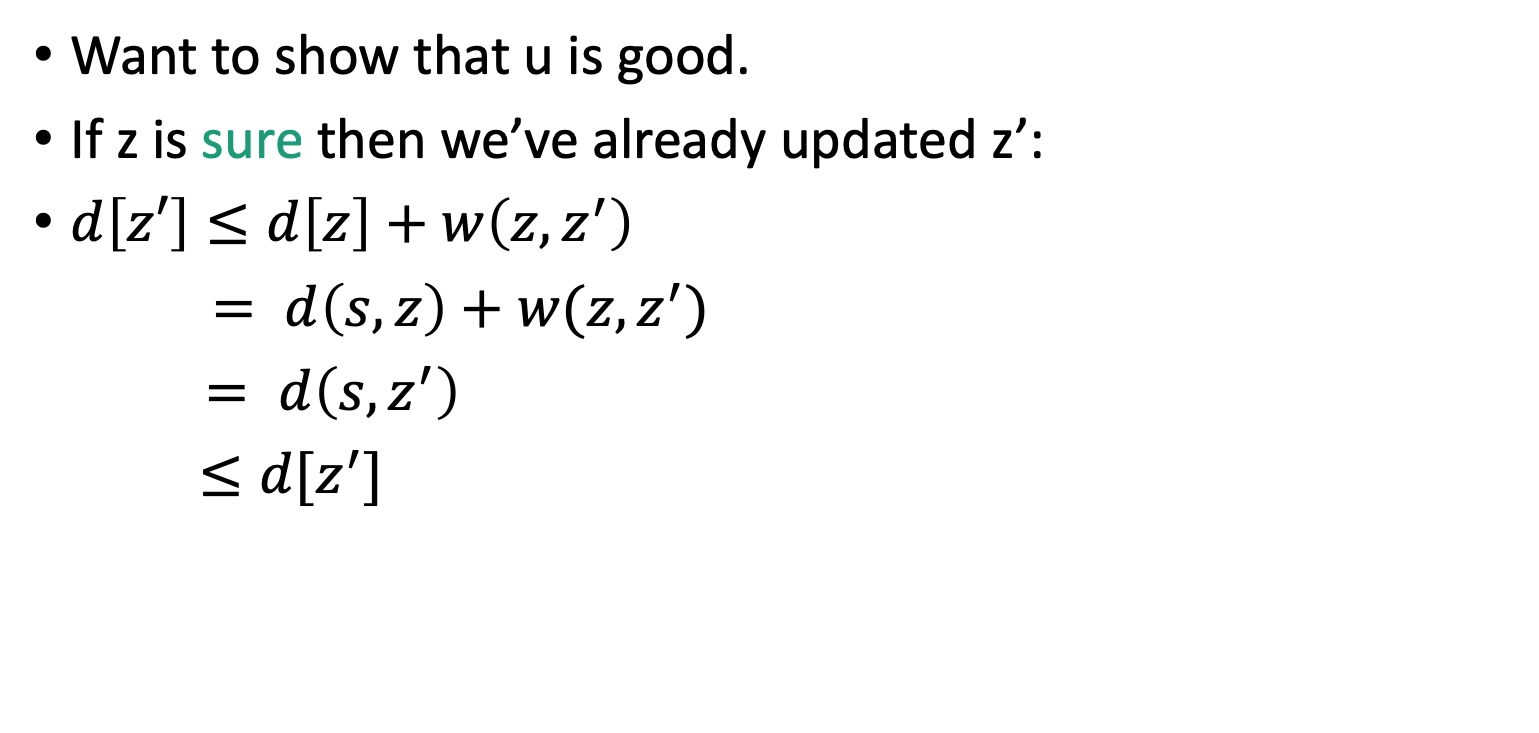 • Want to show that u is good.
• If z is sure then we’ve already updated z’:
• d[z′] ≤ d[z] + w(z, z′)
= d(s, z) + w(z, z′)
= d(s, z′)
≤ d[z′]